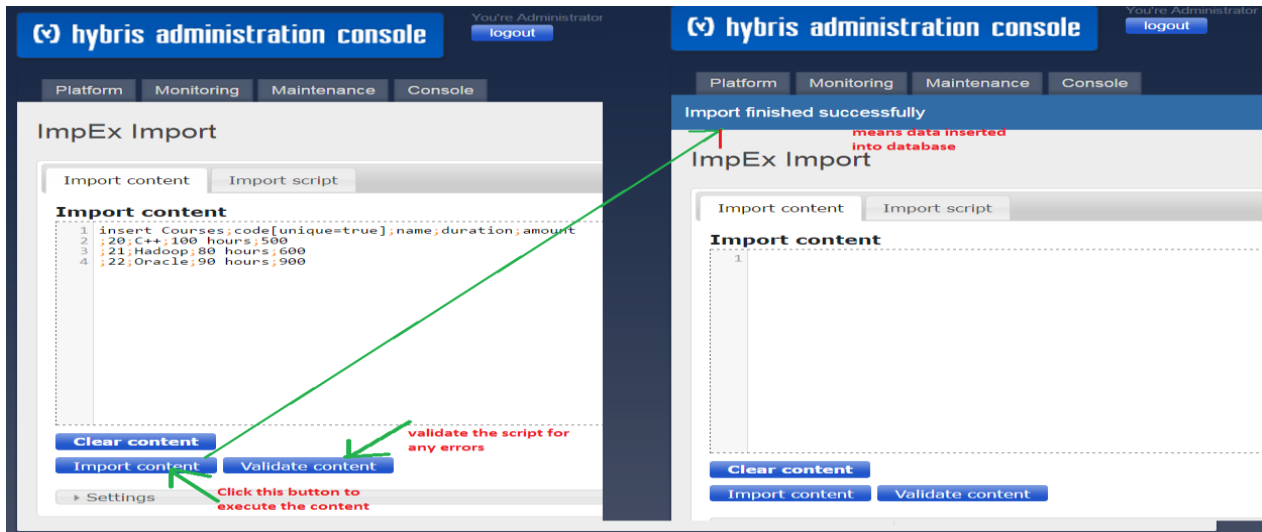 You're Administrator
(y) hybris administration console
logout
Platform Monitoring Maintenance Console
ImpEx Import
Import content Import script
Import content
1 insert Courses;code[unique=true];name;duration;amount
2 ;20;C++;100 hours;500
3 ;21;Hadoop;80 hours;600
4 ;22;Oracle;90 hours;900
Clear content
validate the script for
any errors
Import content Validate content
Settings
Click this button to
execute the content
You're Administrator
(y) hybris administration console
logout
Platform Monitoring Maintenance Console
Import finished successfully
means data inserted
into database
ImpEx Import
Import content Import script
Import content
1
Clear content
Import content Validate content